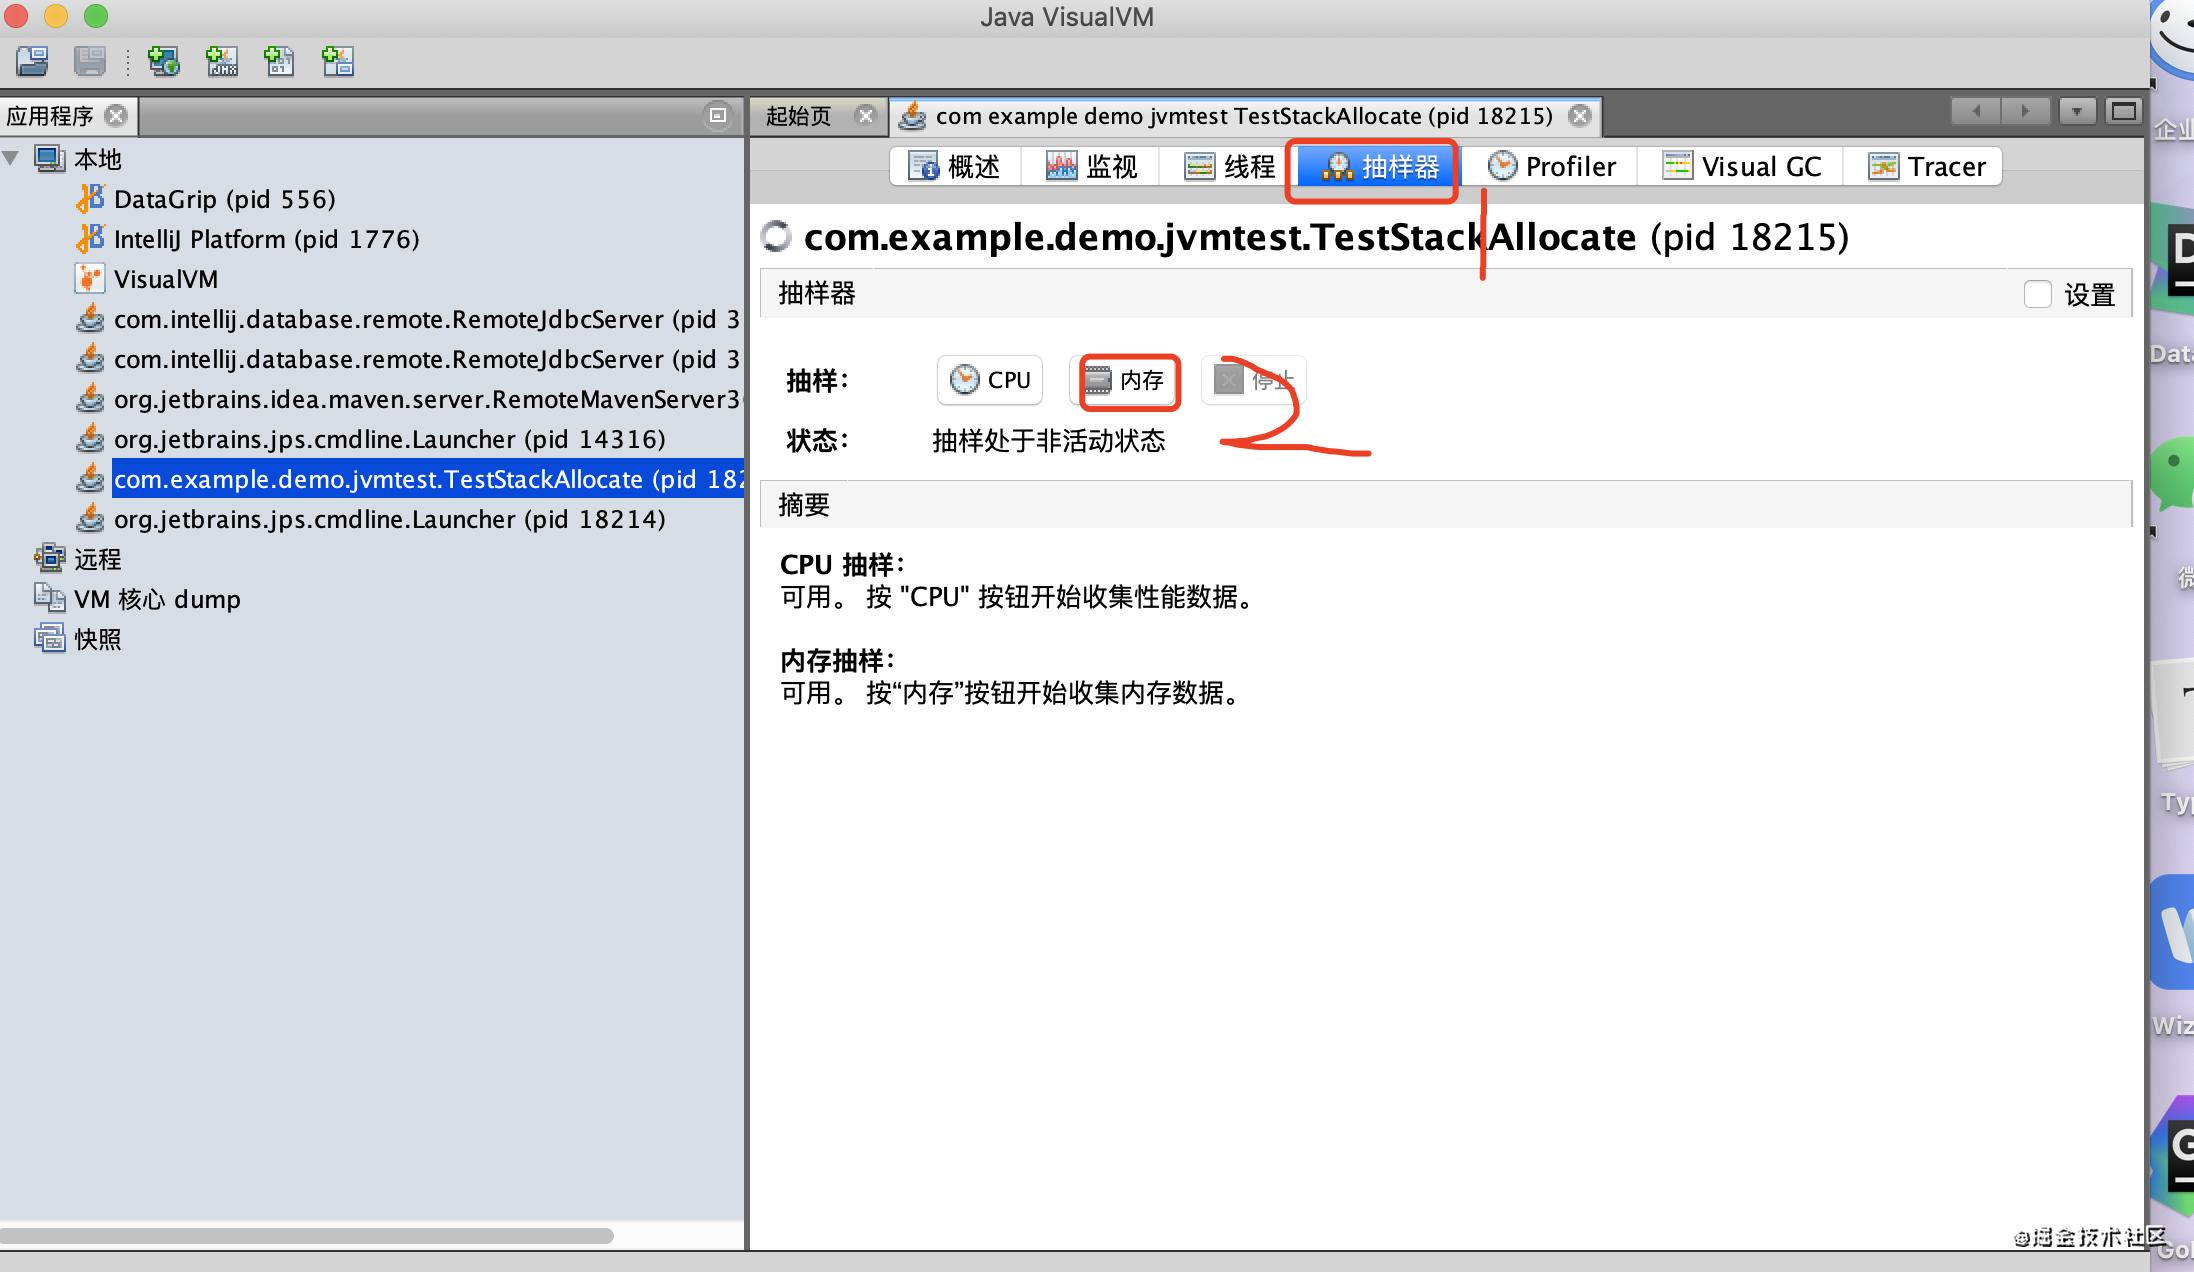 Java VisualVM
应用程序
起始页
com example demo jvmtest TestStackAllocate (pid 18215)
概述
监视
线程
抽样器
Profiler
Visual GC
Tracer
本地
DataGrip (pid 556)
IntelliJ Platform (pid 1776)
VisualVM
com.intellij.database.remote.RemoteJdbcServer (pid 3
com.intellij.database.remote.RemoteJdbcServer (pid 3
org.jetbrains.idea.maven.server.RemoteMavenServer3
org.jetbrains.jps.cmdline.Launcher (pid 14316)
com.example.demo.jvmtest.TestStackAllocate (pid 182
org.jetbrains.jps.cmdline.Launcher (pid 18214)
远程
VM 核心 dump
快照
com.example.demo.jvmtest.TestStackAllocate (pid 18215)
1
抽样器
设置
抽样：
CPU
内存
停止
2
状态：
抽样处于非活动状态
摘要
CPU 抽样：
可用。 按 "CPU" 按钮开始收集性能数据。
内存抽样：
可用。 按“内存”按钮开始收集内存数据。
企业
Data
微
Typ
Wiz
Gol
@掘金技术社区